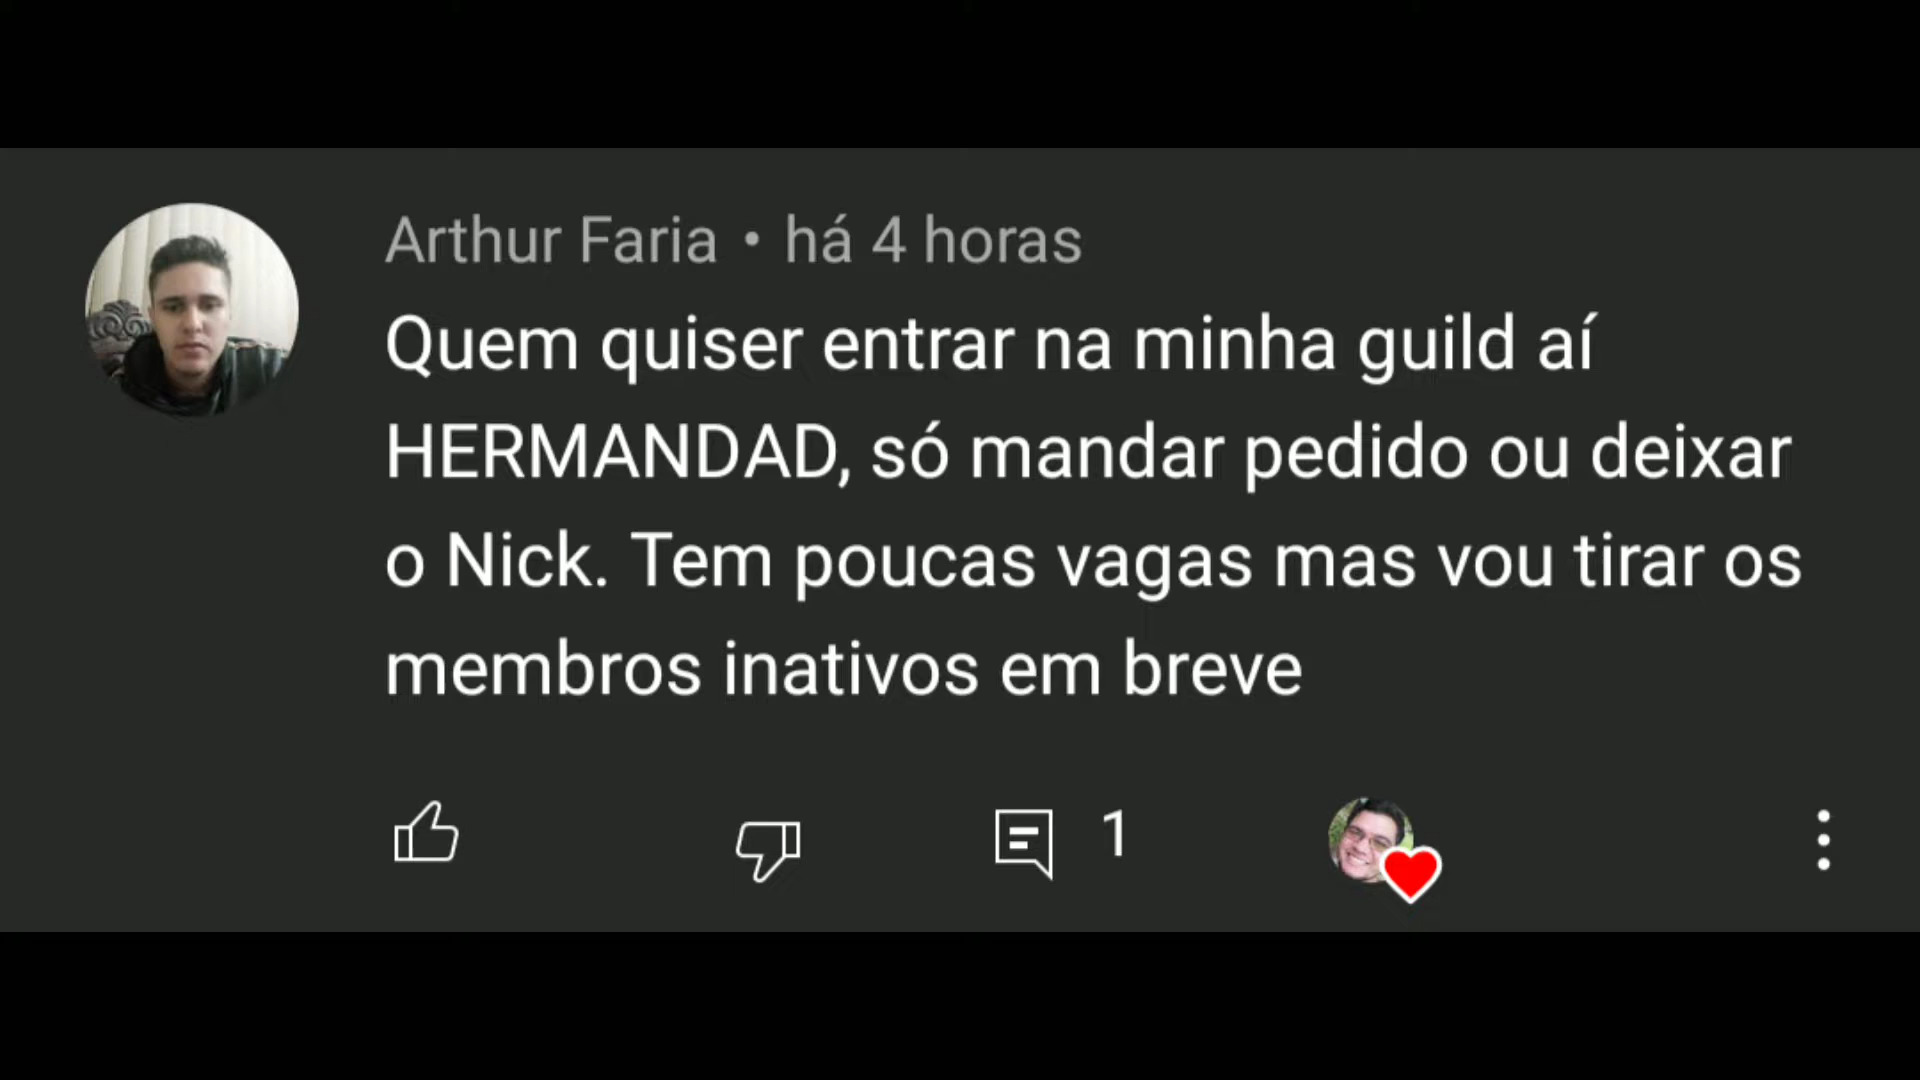 Arthur Faria • há 4 horas
Quem quiser entrar na minha guild aí
HERMANDAD, só mandar pedido ou deixar
o Nick. Tem poucas vagas mas vou tirar os
membros inativos em breve
1